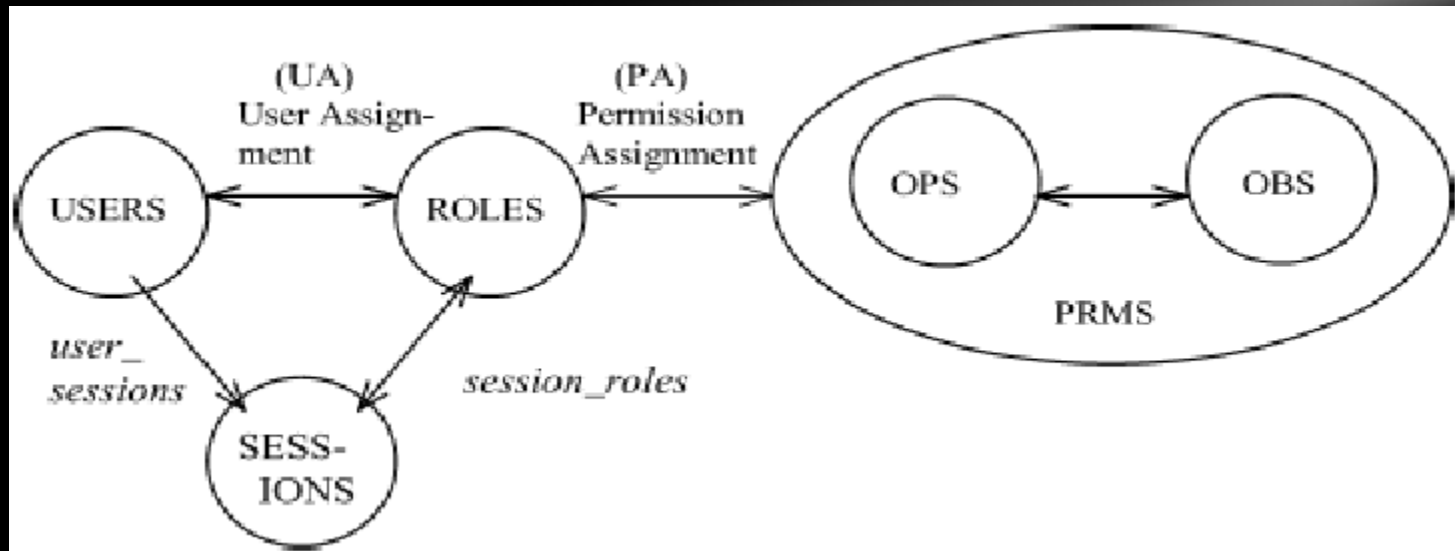 (UA)
User Assign-
ment
(PA)
Permission
Assignment
USERS
ROLES
OPS
OBS
PRMS
user_
sessions
session_roles
SESS-
IONS